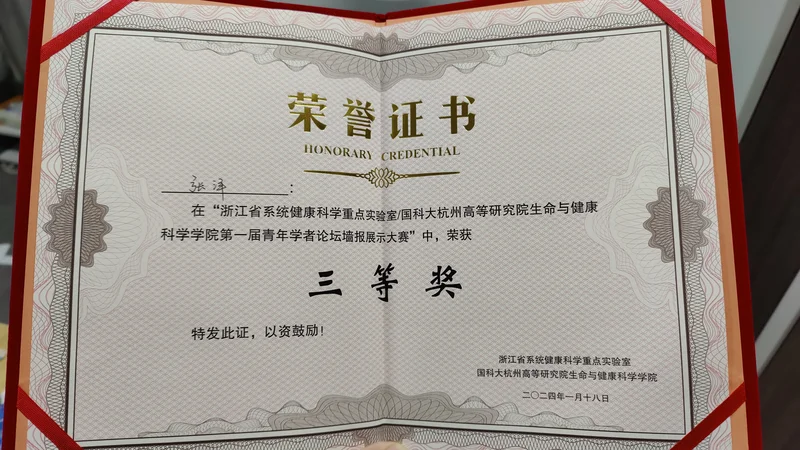 荣誉证书
HONORARY CREDENTIAL
张泽:
在“浙江省系统健康科学重点实验室/国科大杭州高等研究院生命与健康
科学学院第一届青年学者论坛墙报展示大赛”中，荣获
三等奖
特发此证，以资鼓励!
浙江省系统健康科学重点实验室
国科大杭州高等研究院生命与健康科学学院
二〇二四年一月十八日